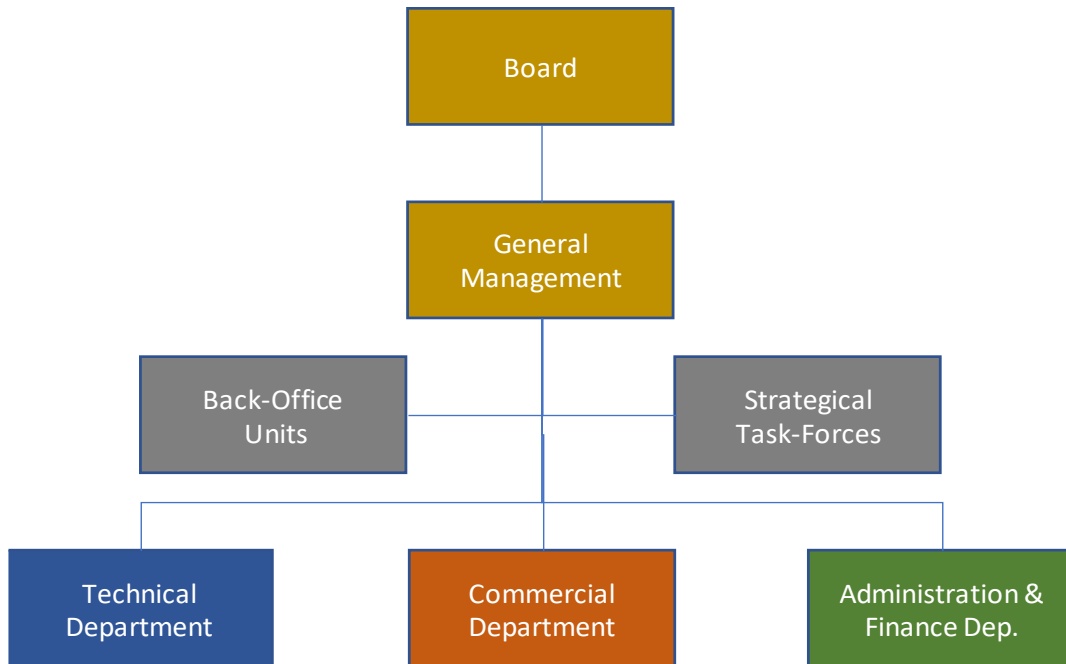 Board
General
Management
Back-Office
Units
Strategical
Task-Forces
Technical
Department
Commercial
Department
Administration &
Finance Dep.